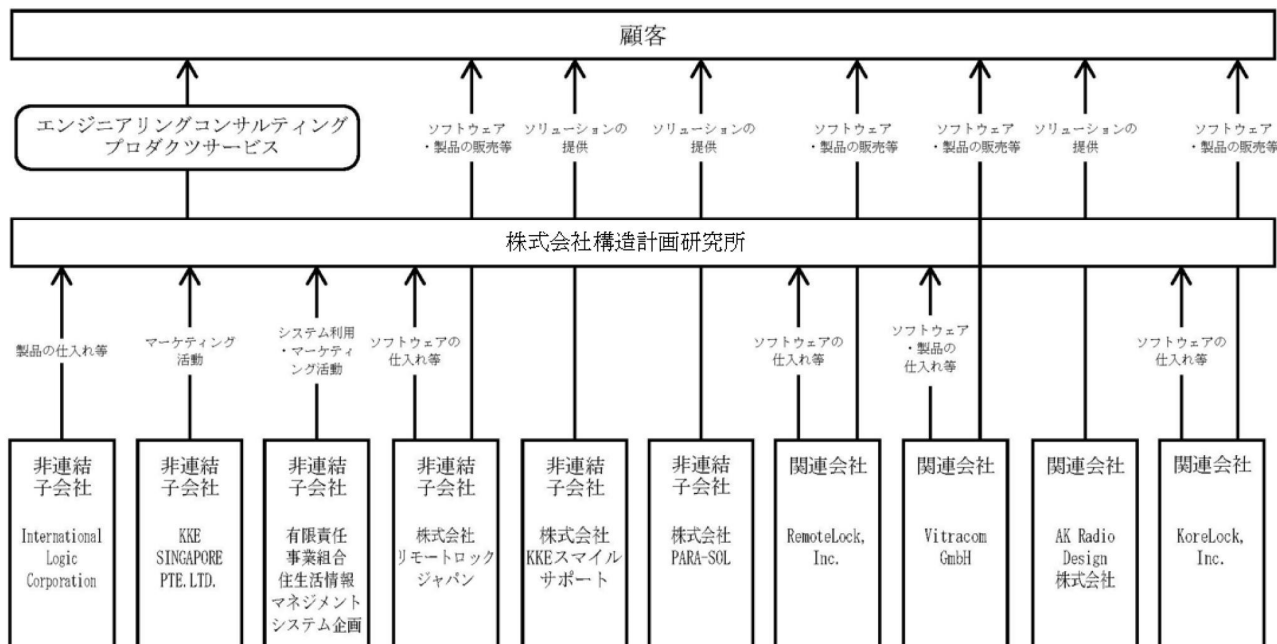 顧客
エンジニアリングコンサルティング
プロダクツサービス
ソフトウェア
・製品の販売等
ソリューションの
提供
ソリューションの
提供
ソフトウェア
・製品の販売等
ソフトウェア
・製品の販売等
ソリューションの
提供
ソフトウェア
・製品の販売等
株式会社構造計画研究所
製品の仕入れ等
マーケティング
活動
システム利用
・マーケティ
ング活動
ソフトウェアの
仕入れ等
ソフトウェアの
仕入れ等
ソフトウェア
・製品の
仕入れ等
ソフトウェアの
仕入れ等
非連結
子会社
International
Logic
Corporation
非連結
子会社
KKE
SINGAPORE
PTE.LTD.
非連結
子会社
有限責任
事業組合
住生活情報
マネジメント
システム企画
非連結
子会社
株式会社
リモートロック
ジャパン
非連結
子会社
株式会社
KKEスマイル
サポート
非連結
子会社
株式会社
PARA-SOL
関連会社
RemoteLock,
Inc.
関連会社
Vitracom
GmbH
関連会社
AK Radio
Design
株式会社
関連会社
KoreLock,
Inc.